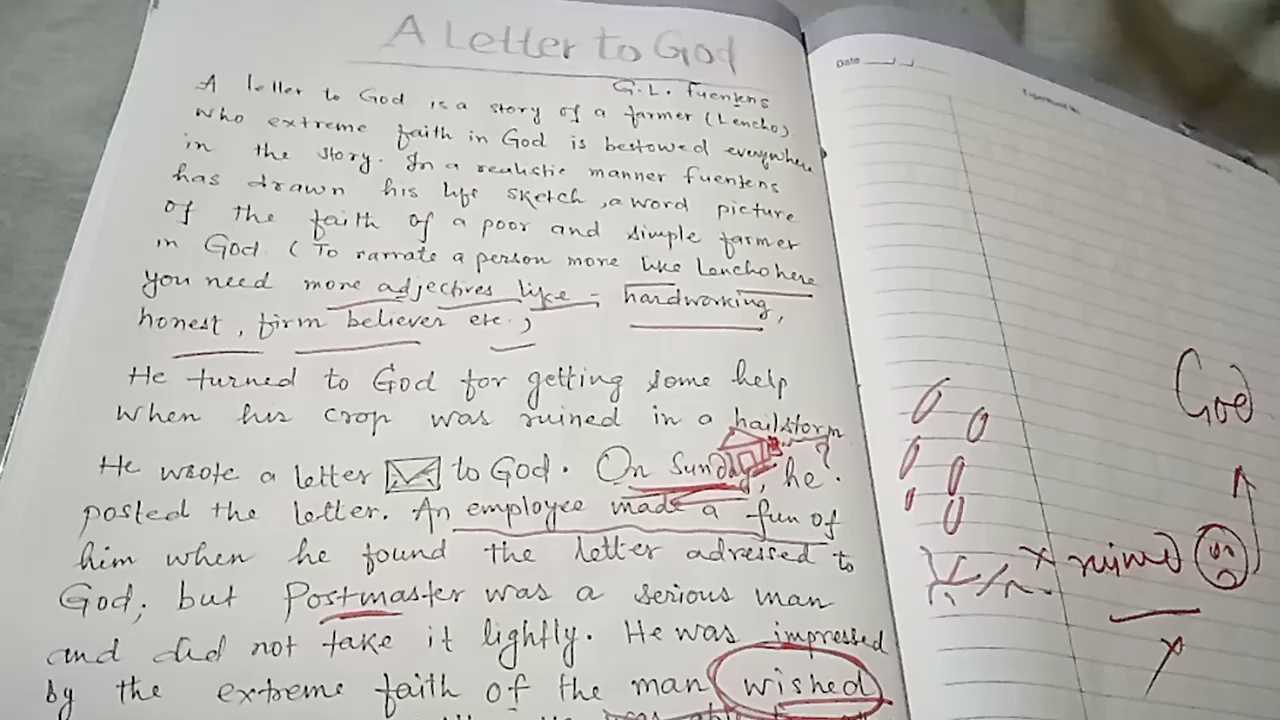 A Letter to God
G.L. fuentens
A letter to God is a story of a farmer (Lencho)
who extreme faith in God is bestowed everywhere
in the story. In a realistic manner fuentens
has drawn his life sketch, a word picture
of the faith of a poor and simple farmer
in God. (To narrate a person more like Lencho here
you need more adjectives like - hardworking,
honest, firm believer etc.)
He turned to God for getting some help
when his crop was ruined in a hailstorm
He wrote a letter to God. On Sunday, he
posted the letter. An employee made a fun of
him when he found the letter adressed to
God, but Postmaster was a serious man
and did not take it lightly. He was impressed
by the extreme faith of the man wished
Date
God
ruined